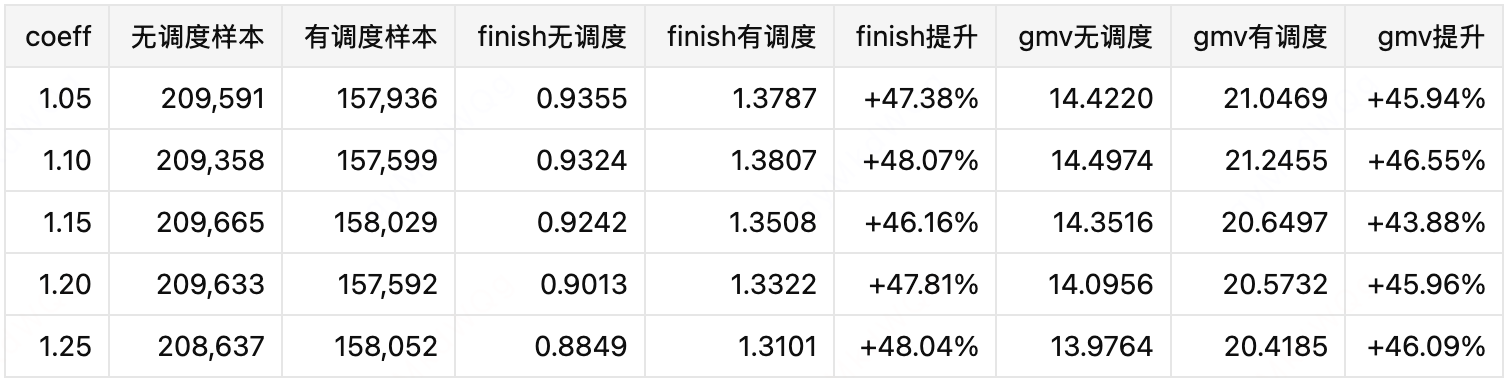 coeff 无调度样本 有调度样本 finish无调度 finish有调度 finish提升 gmv无调度 gmv有调度 gmv提升
1.05 209,591 157,936 0.9355 1.3787 +47.38% 14.4220 21.0469 +45.94%
1.10 209,358 157,599 0.9324 1.3807 +48.07% 14.4974 21.2455 +46.55%
1.15 209,665 158,029 0.9242 1.3508 +46.16% 14.3516 20.6497 +43.88%
1.20 209,633 157,592 0.9013 1.3322 +47.81% 14.0956 20.5732 +45.96%
1.25 208,637 158,052 0.8849 1.3101 +48.04% 13.9764 20.4185 +46.09%